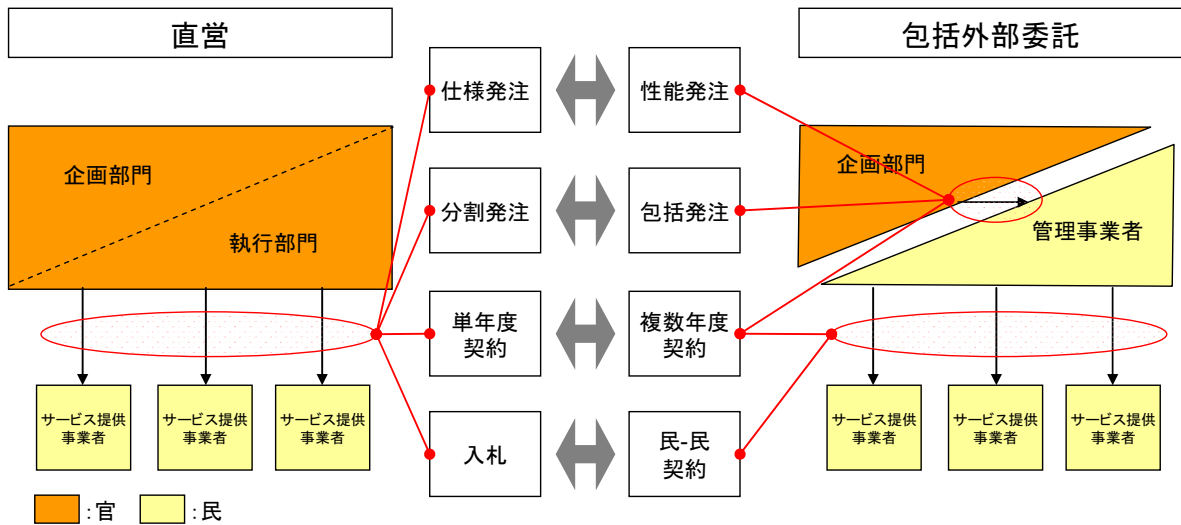 直営
包括外部委託
仕様発注
性能発注
企画部門
執行部門
企画部門
管理事業者
分割発注
包括発注
単年度
契約
複数年度
契約
サービス提供
事業者
サービス提供
事業者
サービス提供
事業者
入札
民-民
契約
サービス提供
事業者
サービス提供
事業者
サービス提供
事業者
:官
:民